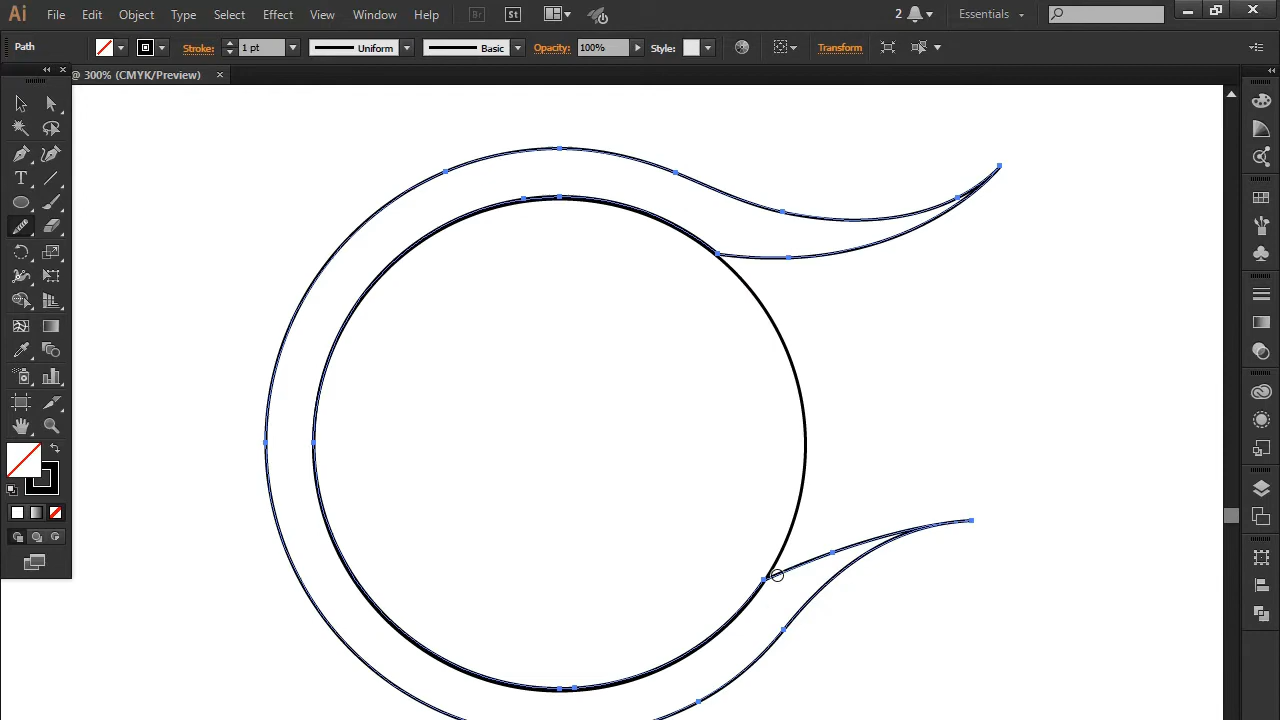 Ai File Edit Object Type Select Effect View Window Help Br St 2 Essentials
Path Stroke: 1 pt Uniform Basic Opacity: 100% Style: Transform
@ 300% (CMYK/Preview) ×
T